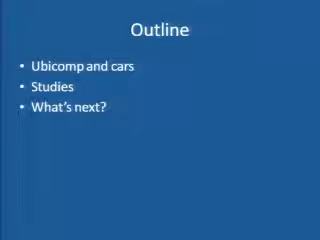 Outline
• Ubicomp and cars
• Studies
• What's next?